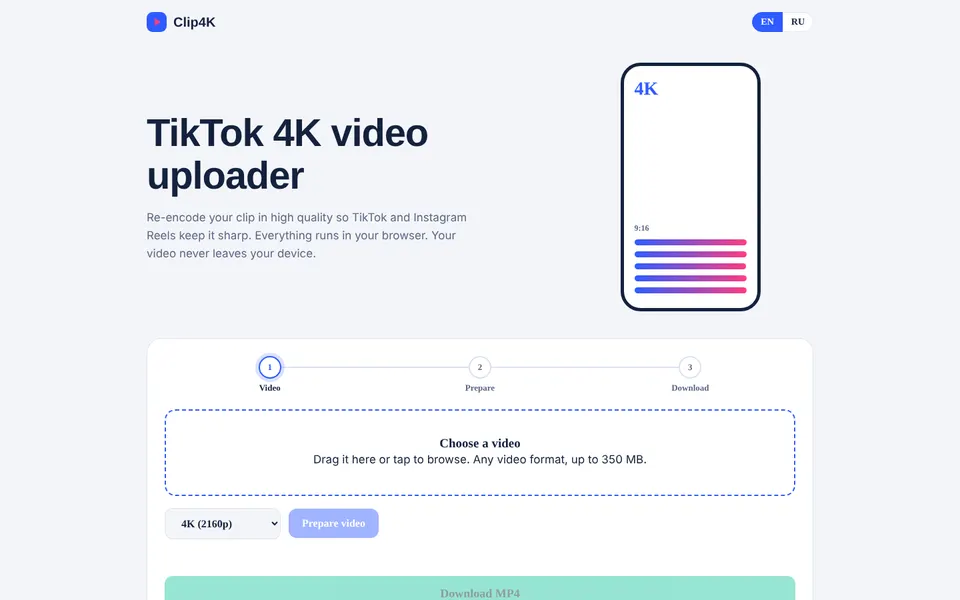 Clip4K
EN RU
TikTok 4K video
uploader
Re-encode your clip in high quality so TikTok and Instagram
Reels keep it sharp. Everything runs in your browser. Your
video never leaves your device.
4K
9:16
1 2 3
Video Prepare Download
Choose a video
Drag it here or tap to browse. Any video format, up to 350 MB.
4K (2160p) Prepare video
Download MP4